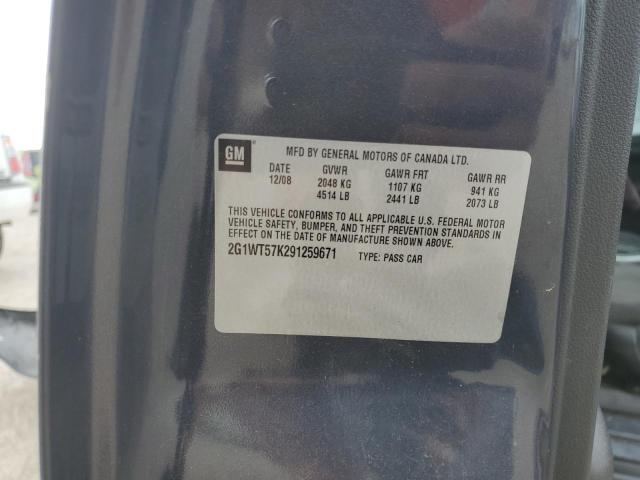 GM MFD BY GENERAL MOTORS OF CANADA LTD.
DATE GVWR GAWR FRT GAWR RR
12/08 2048 KG 1107 KG 941 KG
4514 LB 2441 LB 2073 LB
THIS VEHICLE CONFORMS TO ALL APPLICABLE U.S. FEDERAL MOTOR
VEHICLE SAFETY, BUMPER, AND THEFT PREVENTION STANDARDS IN
EFFECT ON THE DATE OF MANUFACTURE SHOWN ABOVE.
2G1WT57K291259671 TYPE: PASS CAR